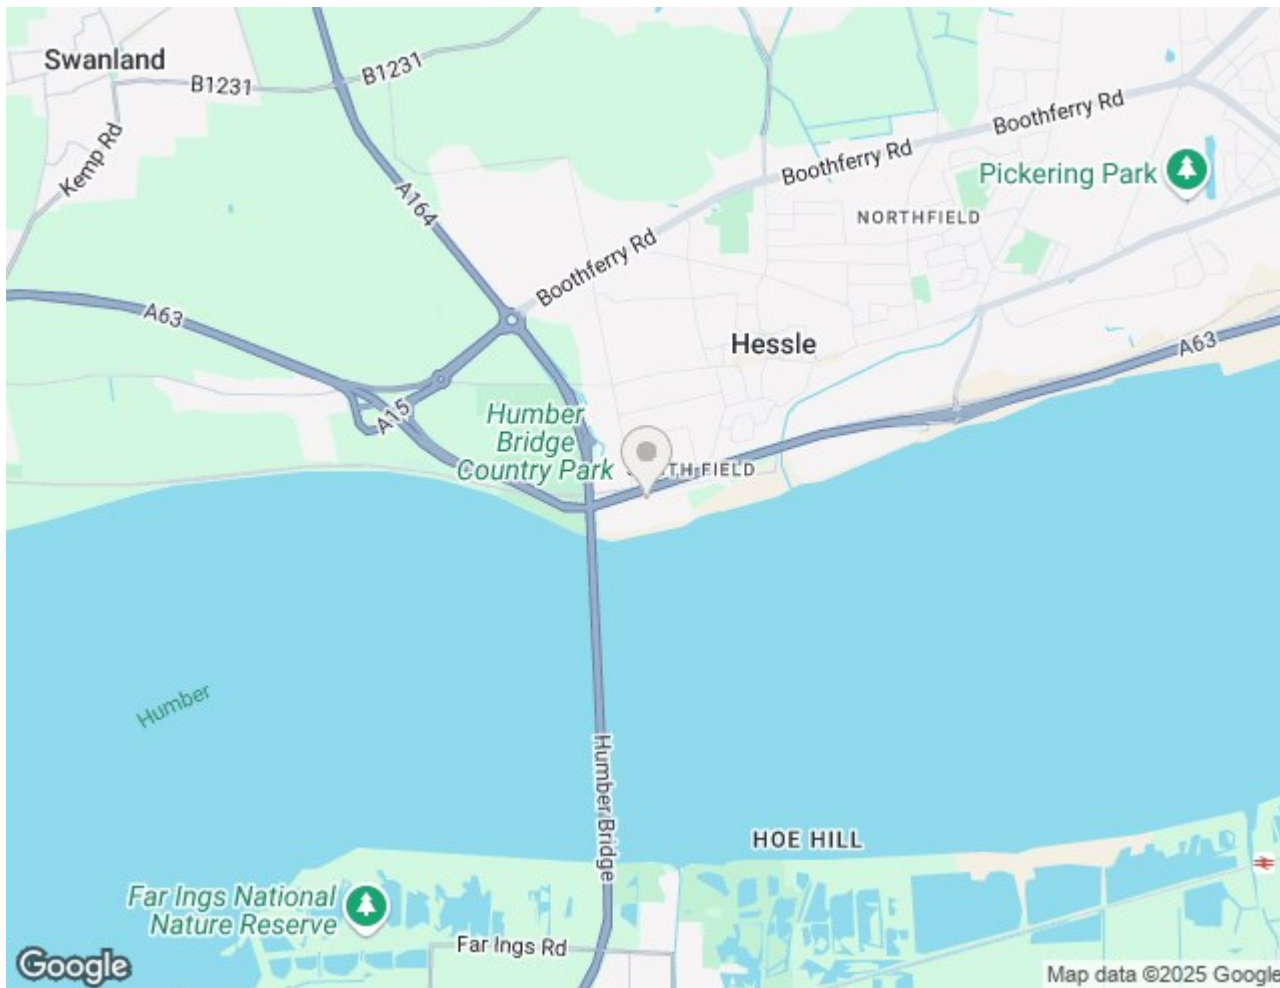 Swanland
B1231
B1231
Kemp Rd
Boothferry Rd
Boothferry Rd
Pickering Park
A164
NORTHFIELD
Boothferry Rd
A63
Hessle
A63
A15
Humber
Bridge
Country Park
FIELD
Humber
Humber Bridge
HOE HILL
Far Ings National
Nature Reserve
Far Ings Rd
Google
Map data ©2025 Google